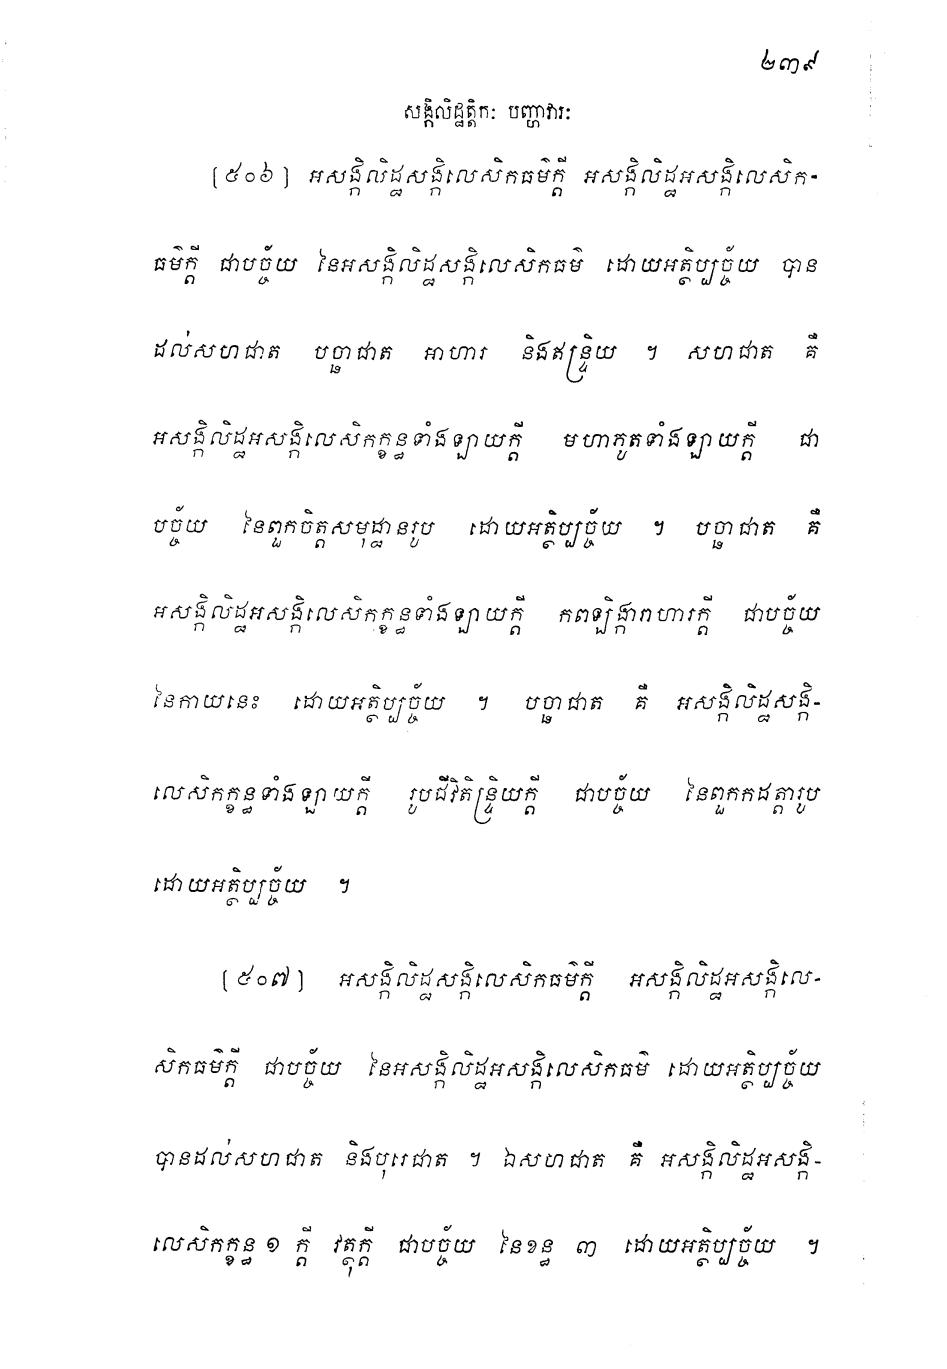 ២៣៩
សង្កិលិដ្ឋត្តិកៈ បញ្ហាវារៈ
[៥០៦] អសង្កិលិដ្ឋសង្កិលេសិកធម៌ក្តី អសង្កិលិដ្ឋអសង្កិលេសិក-
ធម៌ក្តី ជាបច្ច័យ នៃអសង្កិលិដ្ឋសង្កិលេសិកធម៌ ដោយអត្ថិប្បច្ច័យ បាន
ដល់សហជាត បច្ឆាជាត អាហារ និងឥន្ទ្រិយ ។ សហជាត គឺ
អសង្កិលិដ្ឋអសង្កិលេសិកក្ខន្ធទាំងឡាយក្តី មហាភូតទាំងឡាយក្តី ជា
បច្ច័យ នៃពួកចិត្តសមុដ្ឋានរូប ដោយអត្ថិប្បច្ច័យ ។ បច្ឆាជាត គឺ
អសង្កិលិដ្ឋអសង្កិលេសិកក្ខន្ធទាំងឡាយក្តី កពឡិង្ការាហារក្តី ជាបច្ច័យ
នៃកាយនេះ ដោយអត្ថិប្បច្ច័យ ។ បច្ឆាជាត គឺ អសង្កិលិដ្ឋសង្កិ-
លេសិកក្ខន្ធទាំងឡាយក្តី រូបជីវិតិន្ទ្រិយក្តី ជាបច្ច័យ នៃពួកកដត្តារូប
ដោយអត្ថិប្បច្ច័យ ។
[៥០៧] អសង្កិលិដ្ឋសង្កិលេសិកធម៌ក្តី អសង្កិលិដ្ឋអសង្កិលេ-
សិកធម៌ក្តី ជាបច្ច័យ នៃអសង្កិលិដ្ឋអសង្កិលេសិកធម៌ ដោយអត្ថិប្បច្ច័យ
បានដល់សហជាត និងបុរេជាត ។ ឯសហជាត គឺ អសង្កិលិដ្ឋអសង្កិ-
លេសិកក្ខន្ធ ១ ក្តី វត្ថុក្តី ជាបច្ច័យ នៃខន្ធ ៣ ដោយអត្ថិប្បច្ច័យ ។